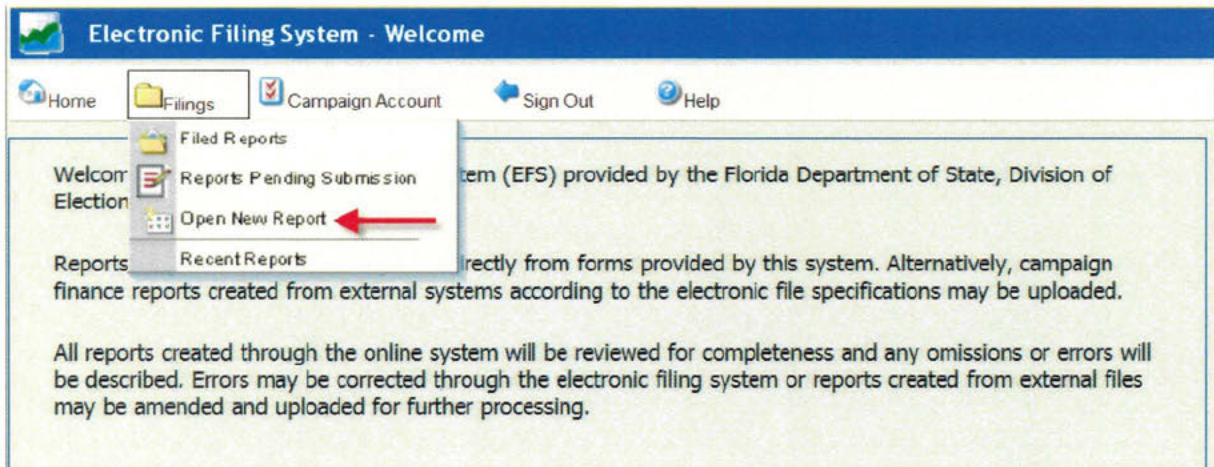 Electronic Filing System - Welcome
Home Filings Campaign Account Sign Out Help
Filed Reports
Reports Pending Submission
Open New Report
Recent Reports
Welcom tem (EFS) provided by the Florida Department of State, Division of
Election
Reports rectly from forms provided by this system. Alternatively, campaign
finance reports created from external systems according to the electronic file specifications may be uploaded.
All reports created through the online system will be reviewed for completeness and any omissions or errors will
be described. Errors may be corrected through the electronic filing system or reports created from external files
may be amended and uploaded for further processing.